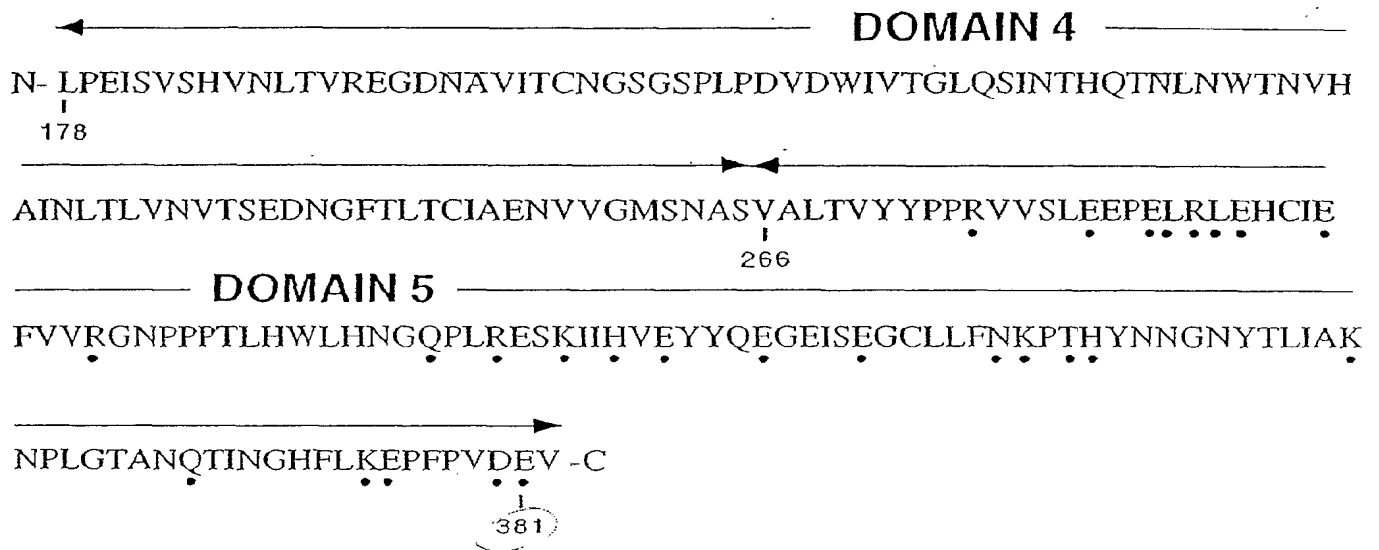 DOMAIN 4
N- LPEISVSHVNLTVREGDNAVITCNGSGSPLPDVDWIVTGLQSINTHQTNLNWTNVH
178
AINLTLVNVTSEDNGFTLTCIAENVVGMSNASVALTVYYPPRVVSLEEPELRLEHCIE
266
DOMAIN 5
FVVRGNPPPTLHWLHNGQPLRESKIIHVEYYQEGEISEGCLLFNKPTHYNNGNYTLIAK
NPLGTANQTINGHFLKEPFPVDEV -C
381